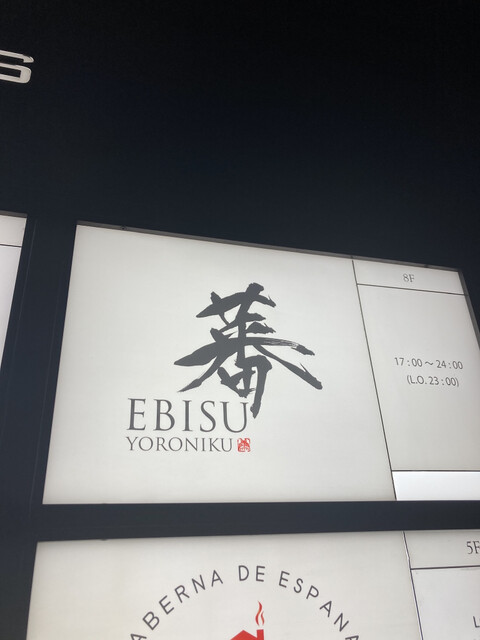 S
8F
蕃
17:00～24:00
(L.O.23:00)
EBISU
YORONIKU
5F
ABERNA DE ESPANA
L